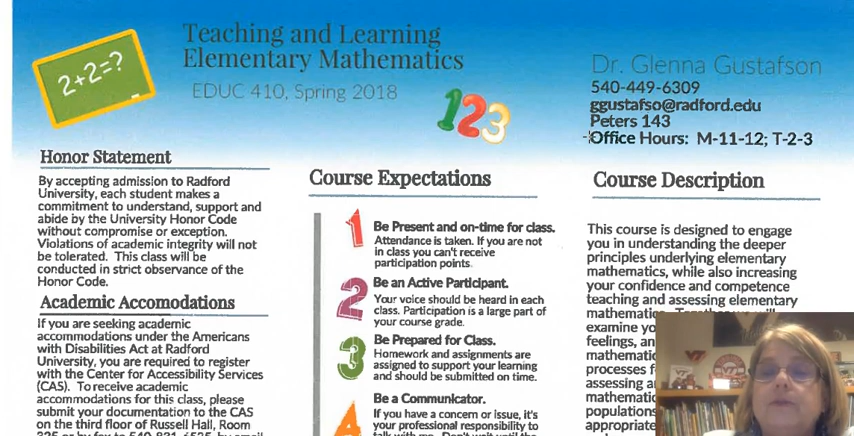 Teaching and Learning
Elementary Mathematics
EDUC 410, Spring 2018
2+2=?
123
Dr. Glenna Gustafson
540-449-6309
ggustafso@radford.edu
Peters 143
Office Hours: M-11-12; T-2-3
Honor Statement
By accepting admission to Radford
University, each student makes a
commitment to understand, support and
abide by the University Honor Code
without compromise or exception.
Violations of academic integrity will not
be tolerated. This class will be
conducted in strict observance of the
Honor Code.
Academic Accomodations
If you are seeking academic
accommodations under the Americans
with Disabilities Act at Radford
University, you are required to register
with the Center for Accessibility Services
(CAS). To receive academic
accommodations for this class, please
submit your documentation to the CAS
on the third floor of Russell Hall, Room
Course Expectations
1
Be Present and on-time for class.
Attendance is taken. If you are not
in class you can't receive
participation points.
2
Be an Active Participant.
Your voice should be heard in each
class. Participation is a large part of
your course grade.
3
Be Prepared for Class.
Homework and assignments are
assigned to support your learning
and should be submitted on time.
4
Be a Communicator.
If you have a concern or issue, it's
your professional responsibility to
talk with me. Don't wait until the
Course Description
This course is designed to engage
you in understanding the deeper
principles underlying elementary
mathematics, while also increasing
your confidence and competence
teaching and assessing elementary
examine
feelings,
processes
assessing
populations
appropriate